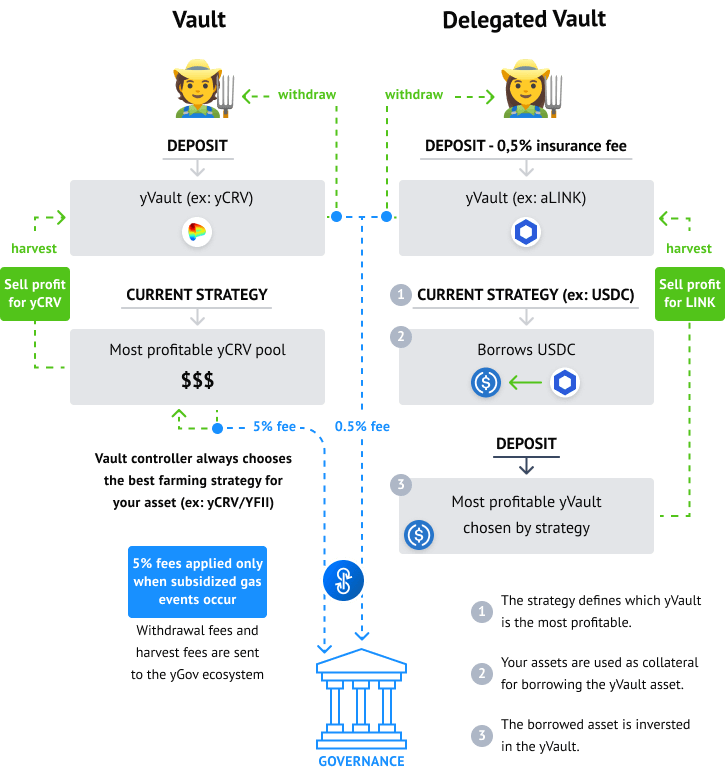 Vault
Delegated Vault
withdraw
withdraw
DEPOSIT
DEPOSIT - 0,5% insurance fee
yVault (ex: yCRV)
yVault (ex: aLINK)
harvest
harvest
Sell profit
for yCRV
Sell profit
for LINK
CURRENT STRATEGY
1 CURRENT STRATEGY (ex: USDC)
Most profitable yCRV pool
$$$
2
Borrows USDC
5% fee
0.5% fee
Vault controller always chooses
the best farming strategy for
your asset (ex: yCRV/YFII)
DEPOSIT
3
Most profitable yVault
chosen by strategy
5% fees applied only
when subsidized gas
events occur
Withdrawal fees and
harvest fees are sent
to the yGov ecosystem
1
The strategy defines which yVault
is the most profitable.
2
Your assets are used as collateral
for borrowing the yVault asset.
3
The borrowed asset is inversted
in the yVault.
GOVERNANCE